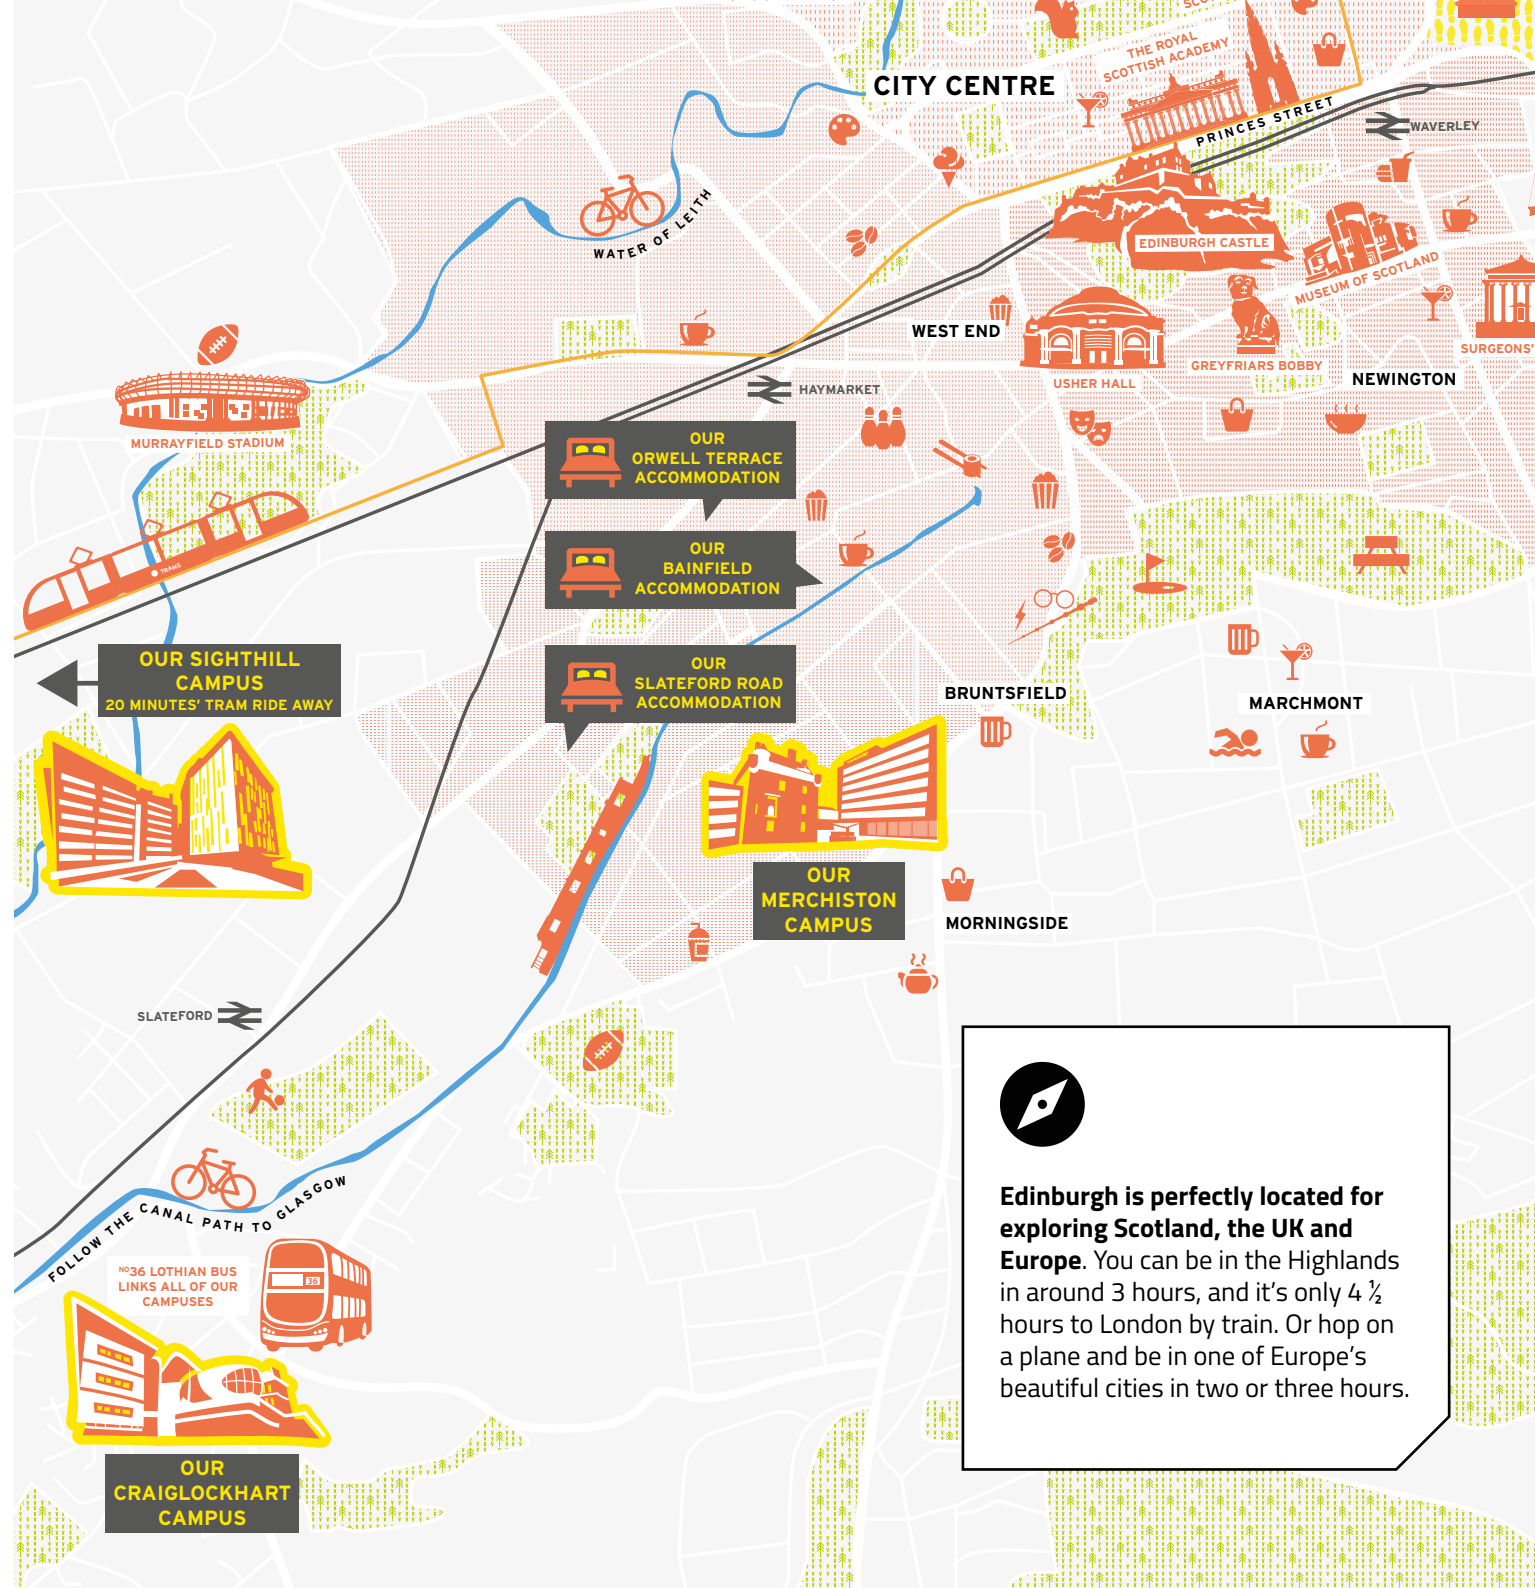 THE ROYAL
SCOTTISH ACADEMY
CITY CENTRE
PRINCES STREET
WAVERLEY
WATER OF LEITH
EDINBURGH CASTLE
MUSEUM OF SCOTLAND
WEST END
USHER HALL
GREYFRIARS BOBBY
SURGEONS'
NEWINGTON
HAYMARKET
MURRAYFIELD STADIUM
OUR
ORWELL TERRACE
ACCOMMODATION
TRAMS
OUR
BAINFIELD
ACCOMMODATION
OUR SIGHTHILL
CAMPUS
20 MINUTES' TRAM RIDE AWAY
OUR
SLATEFORD ROAD
ACCOMMODATION
BRUNTSFIELD
MARCHMONT
OUR
MERCHISTON
CAMPUS
MORNINGSIDE
SLATEFORD
FOLLOW THE CANAL PATH TO GLASGOW
NO36 LOTHIAN BUS
LINKS ALL OF OUR
CAMPUSES
36
OUR
CRAIGLOCKHART
CAMPUS
Edinburgh is perfectly located for
exploring Scotland, the UK and
Europe. You can be in the Highlands
in around 3 hours, and it's only 4 ½
hours to London by train. Or hop on
a plane and be in one of Europe's
beautiful cities in two or three hours.